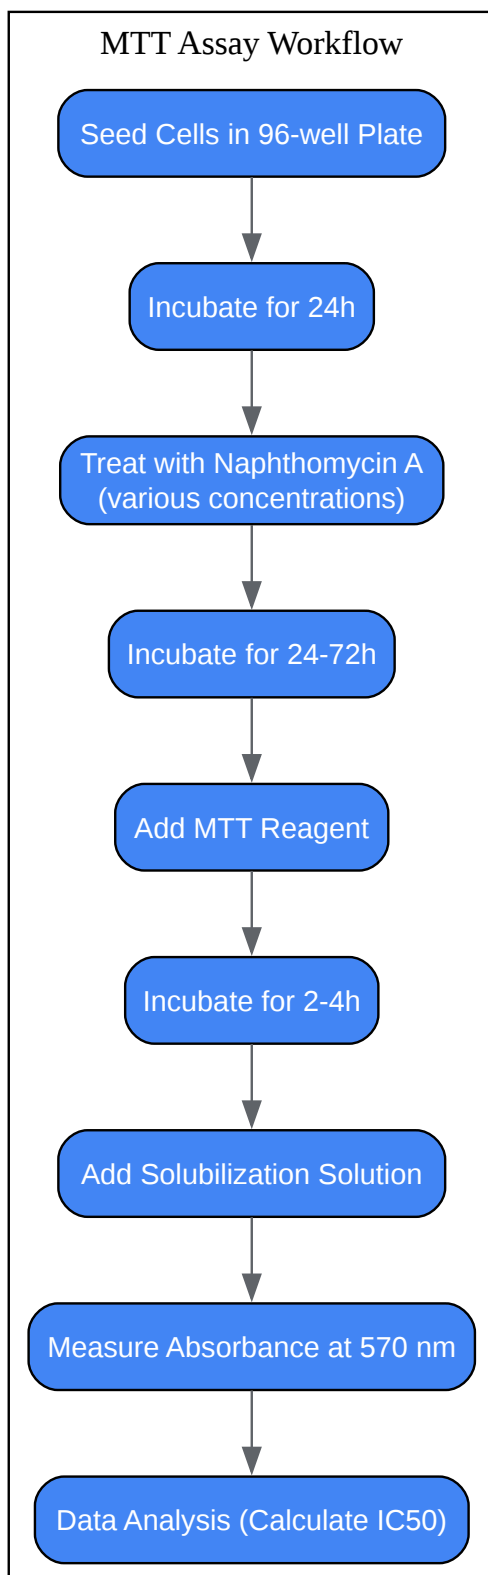 MTT Assay Workflow
Seed Cells in 96-well Plate
Incubate for 24h
Treat with Naphthomycin A
(various concentrations)
Incubate for 24-72h
Add MTT Reagent
Incubate for 2-4h
Add Solubilization Solution
Measure Absorbance at 570 nm
Data Analysis (Calculate IC50)